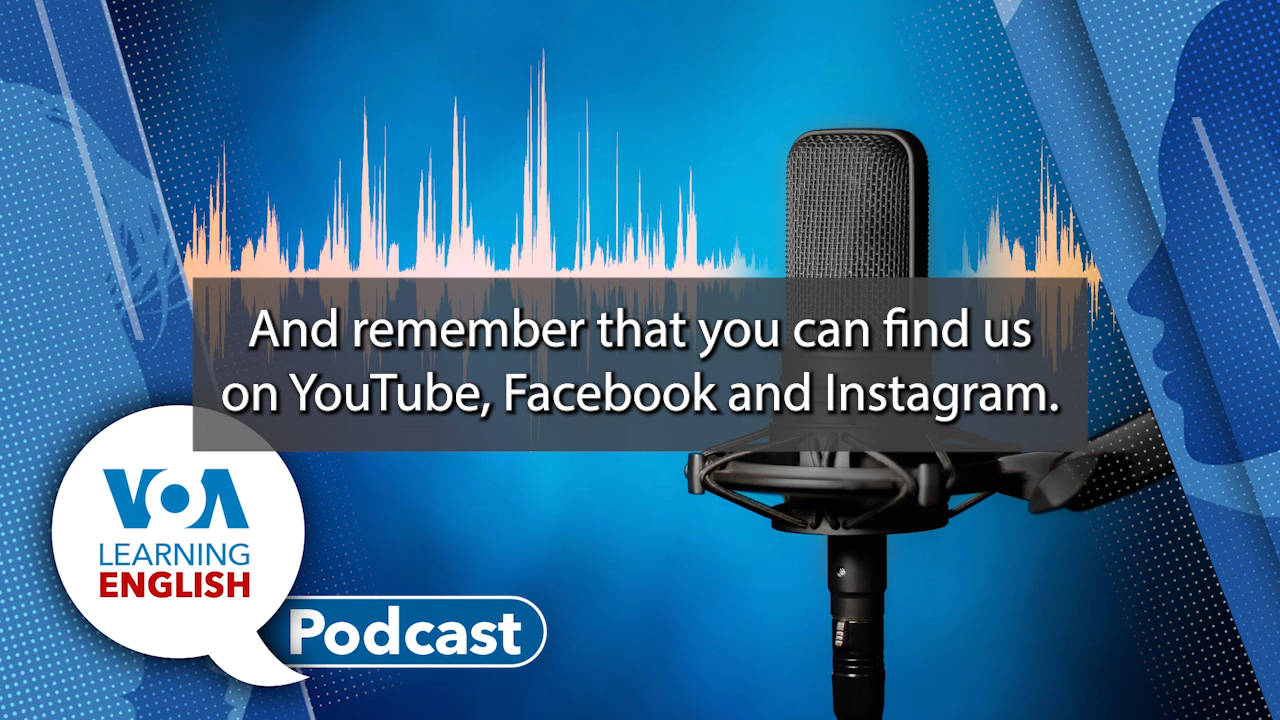 And remember that you can find us
on YouTube, Facebook and Instagram.
VOA
LEARNING
ENGLISH
Podcast